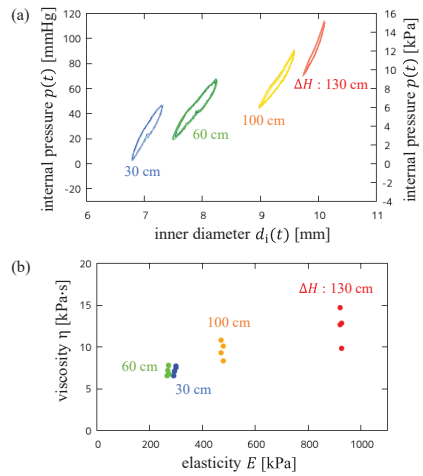 (a)
internal pressure p(t) [mmHg]
120
100
80
60
40
20
0
−20
16
14
12
10
8
6
4
2
0
−2
−4
internal pressure p(t) [kPa]
ΔH : 130 cm
100 cm
60 cm
30 cm
6 7 8 9 10 11
inner diameter di(t) [mm]
(b)
viscosity η [kPa·s]
20
15
10
5
0
ΔH : 130 cm
100 cm
60 cm
30 cm
0 200 400 600 800 1000
elasticity E [kPa]